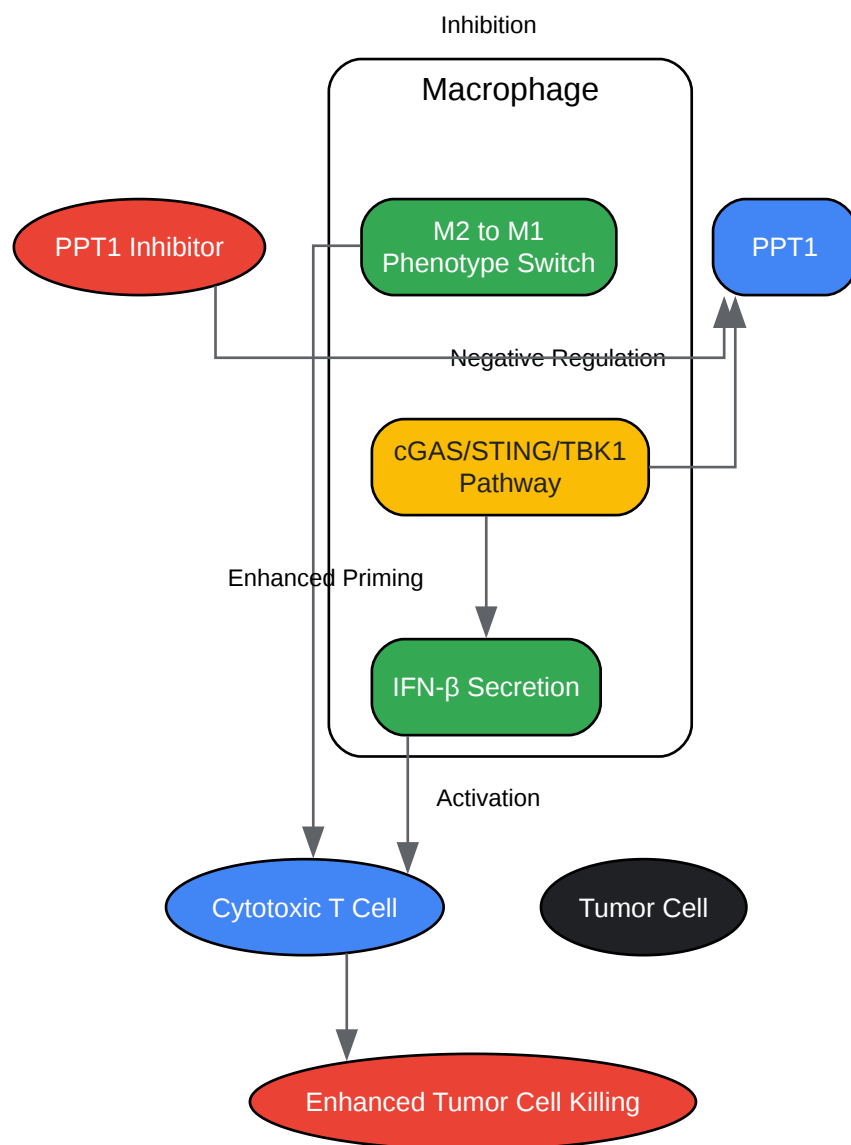 Inhibition
Macrophage
PPT1 Inhibitor
M2 to M1
Phenotype Switch
PPT1
Negative Regulation
cGAS/STING/TBK1
Pathway
Enhanced Priming
IFN-β Secretion
Activation
Cytotoxic T Cell
Tumor Cell
Enhanced Tumor Cell Killing